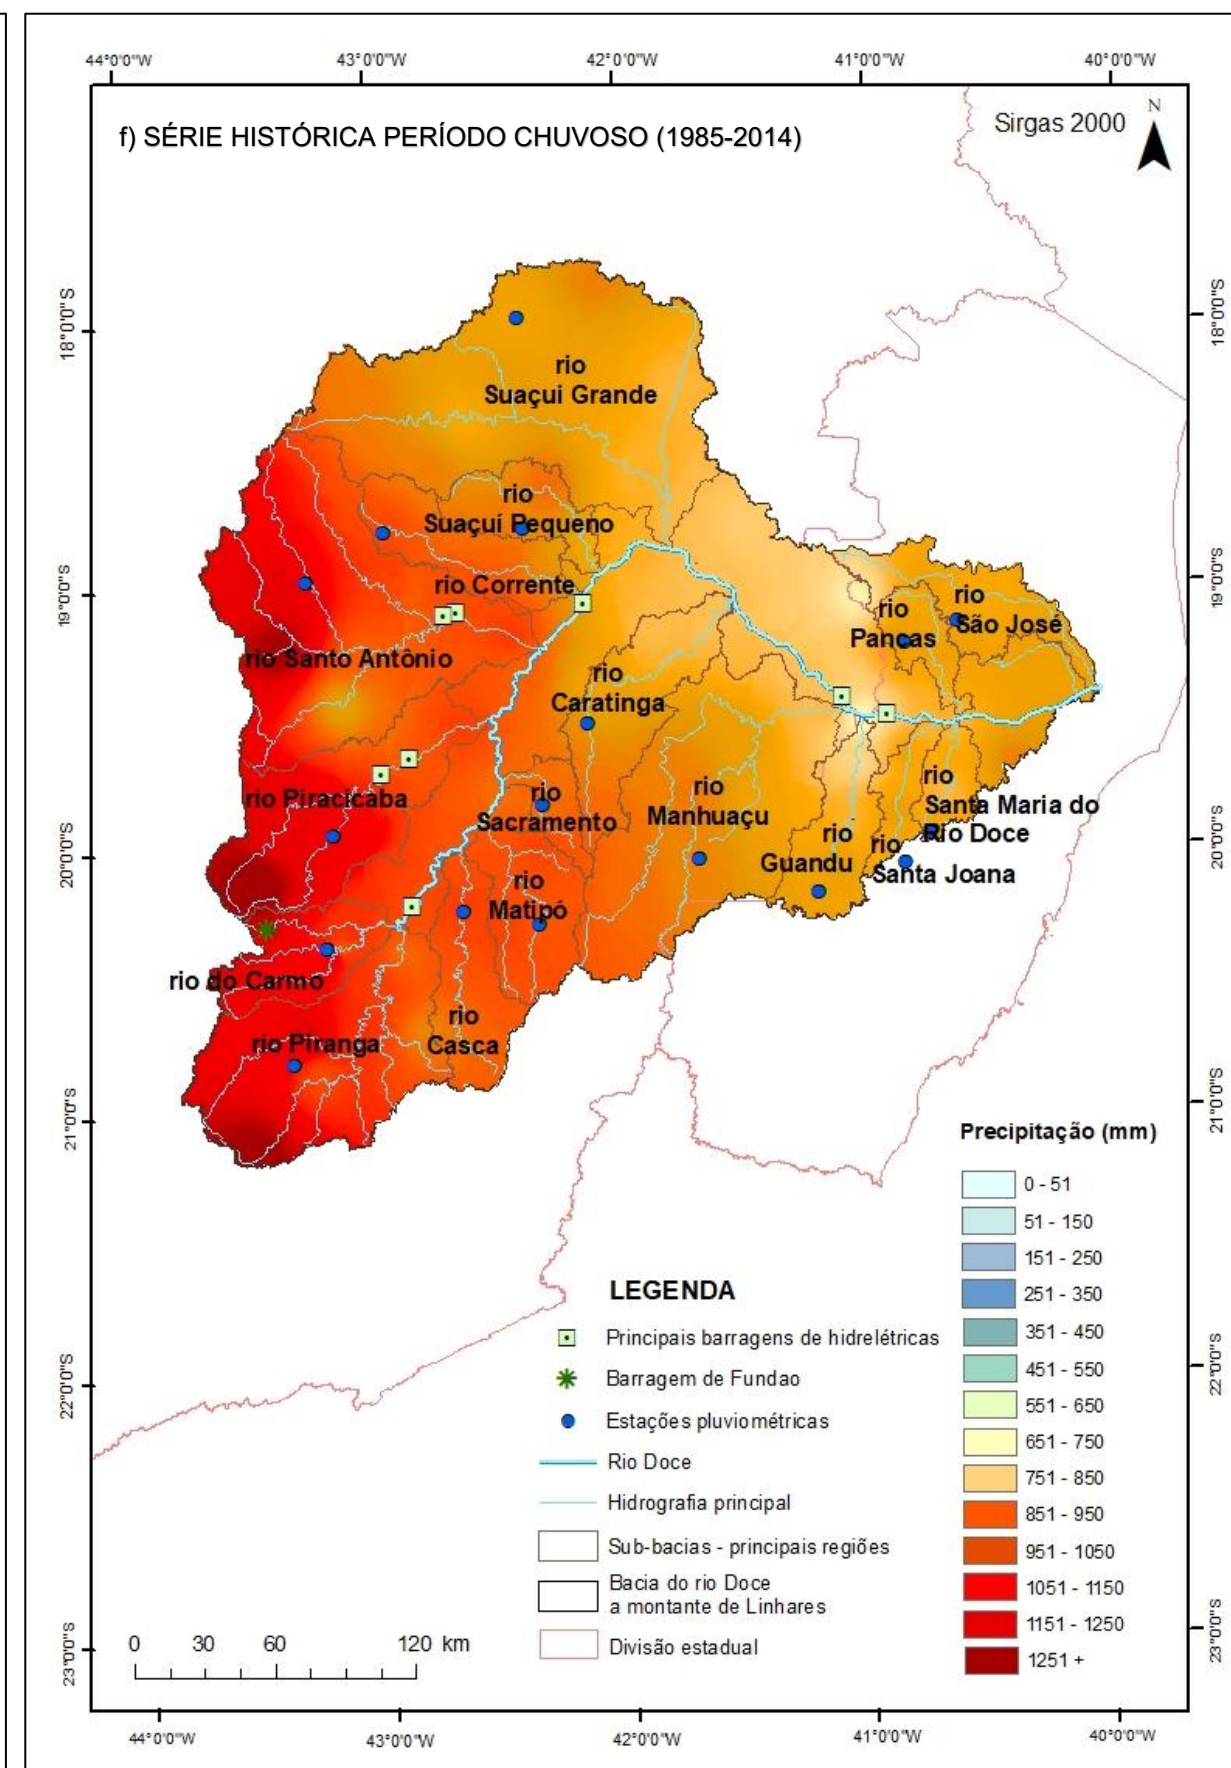 44°0'0"W 43°0'0"W 42°0'0"W 41°0'0"W 40°0'0"W
f) SÉRIE HISTÓRICA PERÍODO CHUVOSO (1985-2014)
Sirgas 2000
N
18°0'0"S
18°0'0"S
rio
Suaçui Grande
rio
Suaçuí Pequeno
19°0'0"S
19°0'0"S
rio Corrente
rio
Pancas
rio
São José
rio Santo Antônio
rio
Caratinga
rio Piracicaba
rio
Sacramento
rio
Manhuaçu
rio
Santa Maria do
Rio Doce
20°0'0"S
20°0'0"S
rio
Guandu
rio
Santa Joana
rio
Matipó
rio do Carmo
rio
Casca
rio Piranga
21°0'0"S
21°0'0"S
Precipitação (mm)
0 - 51
51 - 150
151 - 250
251 - 350
351 - 450
451 - 550
551 - 650
651 - 750
751 - 850
851 - 950
951 - 1050
1051 - 1150
1151 - 1250
1251 +
LEGENDA
Principais barragens de hidrelétricas
Barragem de Fundao
Estações pluviométricas
Rio Doce
Hidrografia principal
Sub-bacias - principais regiões
Bacia do rio Doce
a montante de Linhares
Divisão estadual
22°0'0"S
22°0'0"S
23°0'0"S
23°0'0"S
0 30 60 120 km
44°0'0"W 43°0'0"W 42°0'0"W 41°0'0"W 40°0'0"W